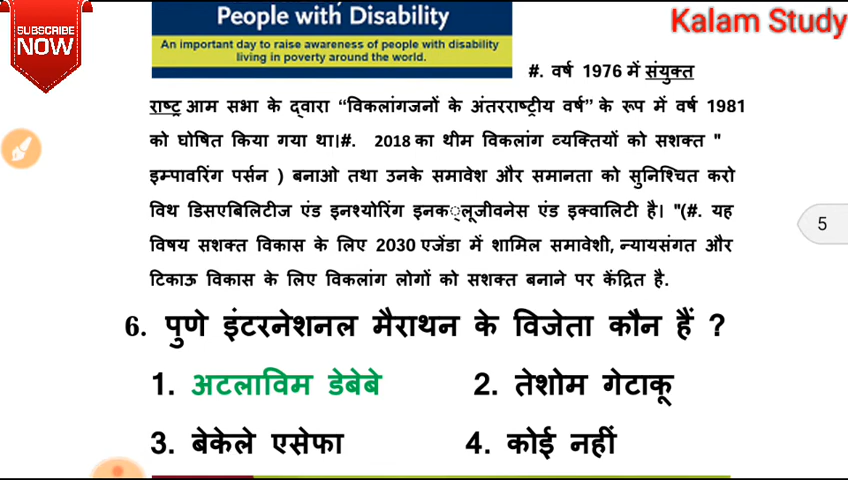 People with Disability
Kalam Study
SUBSCRIBE
NOW
An important day to raise awareness of people with disability
living in poverty around the world.
#. वर्ष 1976 में संयुक्त
राष्ट्र आम सभा के द्वारा “विकलांगजनों के अंतरराष्ट्रीय वर्ष” के रूप में वर्ष 1981
को घोषित किया गया था।#. 2018 का थीम विकलांग व्यक्तियों को सशक्त "
इम्पावरिंग पर्सन ) बनाओ तथा उनके समावेश और समानता को सुनिश्चित करो
विथ डिसएबिलिटीज एंड इनश्योरिंग इनक्लूजीवनेस एंड इक्वालिटी है। "(#. यह
5
विषय सशक्त विकास के लिए 2030 एजेंडा में शामिल समावेशी, न्यायसंगत और
टिकाऊ विकास के लिए विकलांग लोगों को सशक्त बनाने पर केंद्रित है.
6. पुणे इंटरनेशनल मैराथन के विजेता कौन हैं ?
1. अटलाविम डेबेबे 2. तेशोम गेटाकू
3. बेकेले एसेफा 4. कोई नहीं